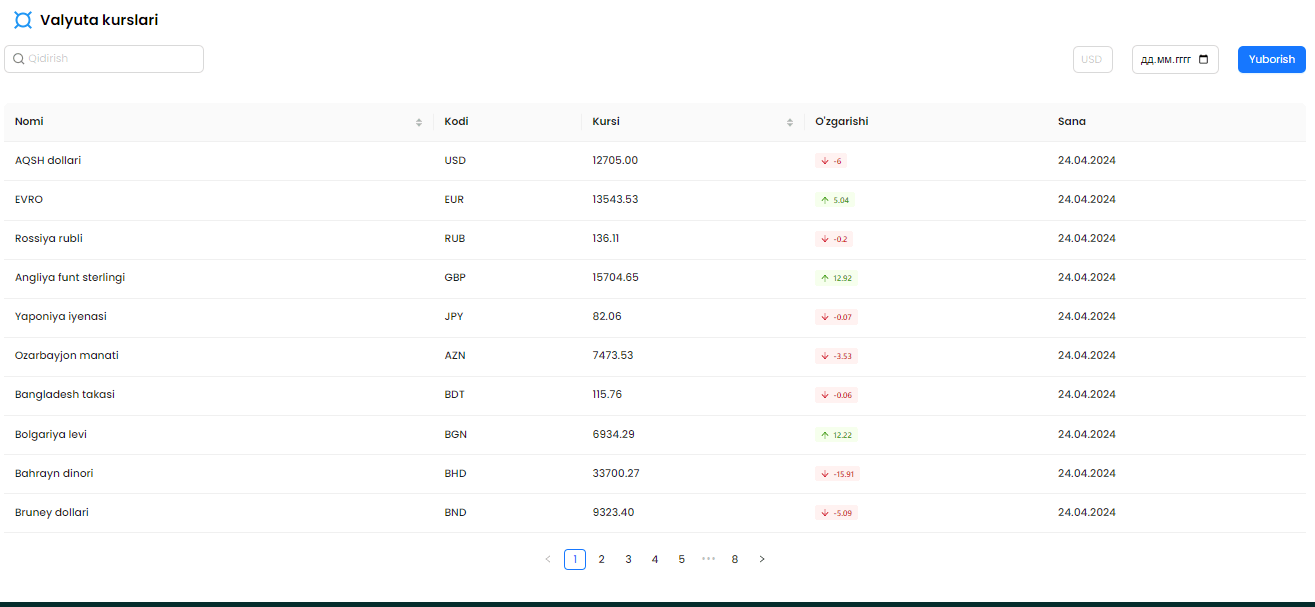 Valyuta kurslari
Qidirish
USD
дд.мм.гггг
Yuborish
Nomi Kodi Kursi O'zgarishi Sana
AQSH dollari USD 12705.00 -6 24.04.2024
EVRO EUR 13543.53 5.04 24.04.2024
Rossiya rubli RUB 136.11 -0.2 24.04.2024
Angliya funt sterlingi GBP 15704.65 12.92 24.04.2024
Yaponiya iyenasi JPY 82.06 -0.07 24.04.2024
Ozarbayjon manati AZN 7473.53 -3.53 24.04.2024
Bangladesh takasi BDT 115.76 -0.06 24.04.2024
Bolgariya levi BGN 6934.29 12.22 24.04.2024
Bahrayn dinori BHD 33700.27 -15.91 24.04.2024
Bruney dollari BND 9323.40 -5.09 24.04.2024
< 1 2 3 4 5 ••• 8 >